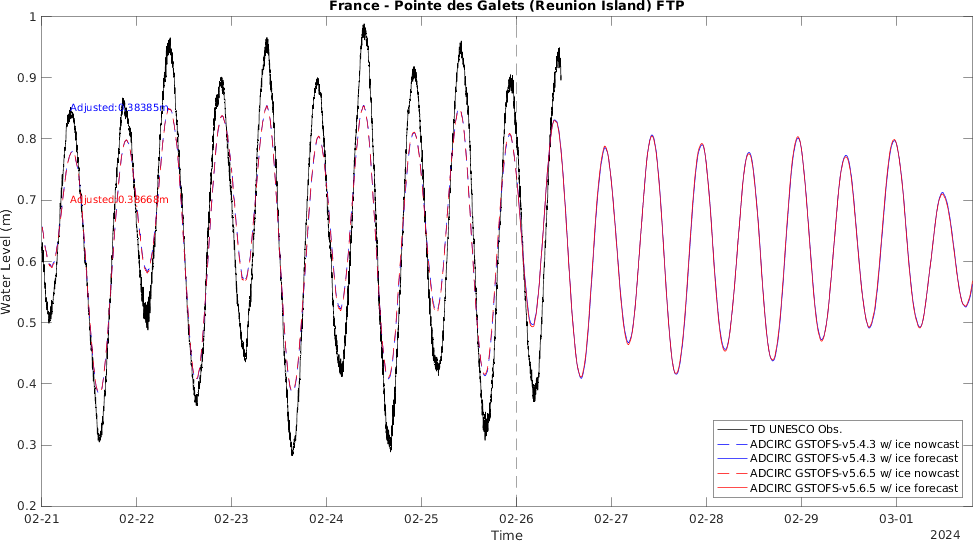 France - Pointe des Galets (Reunion Island) FTP
1
0.9
0.8
0.7
0.6
0.5
0.4
0.3
0.2
Water Level (m)
Adjusted:0.38385m
Adjusted:0.38668m
TD UNESCO Obs.
ADCIRC GSTOFS-v5.4.3 w/ ice nowcast
ADCIRC GSTOFS-v5.4.3 w/ ice forecast
ADCIRC GSTOFS-v5.6.5 w/ ice nowcast
ADCIRC GSTOFS-v5.6.5 w/ ice forecast
02-21 02-22 02-23 02-24 02-25 02-26 02-27 02-28 02-29 03-01
Time
2024